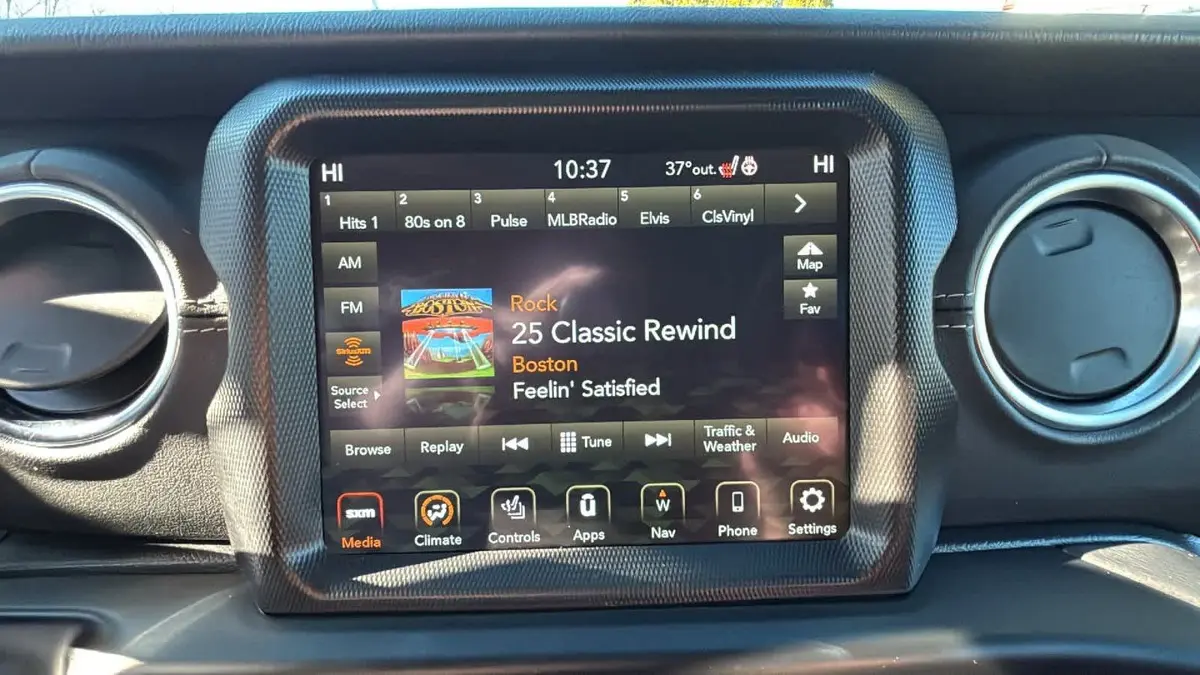 HI 10:37 37°out. HI
1 Hits 1 2 80s on 8 3 Pulse 4 MLBRadio 5 Elvis 6 ClsVinyl
AM
FM
SiriusXM
Source
Select
BOSTON
Rock
25 Classic Rewind
Boston
Feelin' Satisfied
Map
Fav
Browse Replay Tune Traffic &
Weather Audio
sxm W
Media Climate Controls Apps Nav Phone Settings